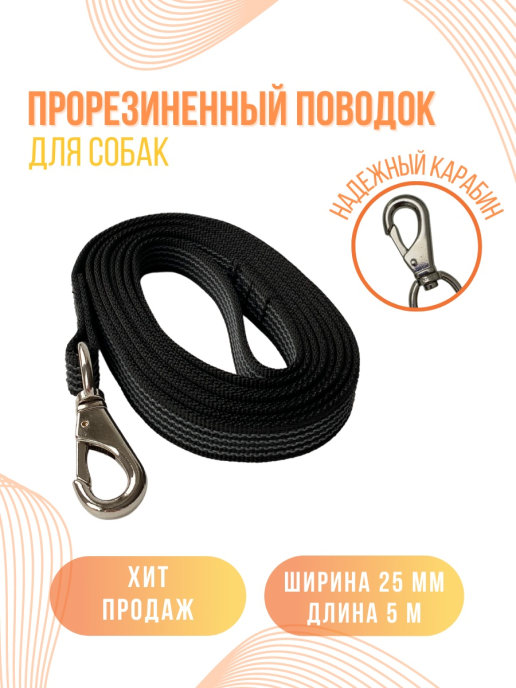 ПРОРЕЗИНЕННЫЙ ПОВОДОК
ДЛЯ СОБАК
НАДЕЖНЫЙ КАРАБИН
ХИТ
ПРОДАЖ
ШИРИНА 25 ММ
ДЛИНА 5 М